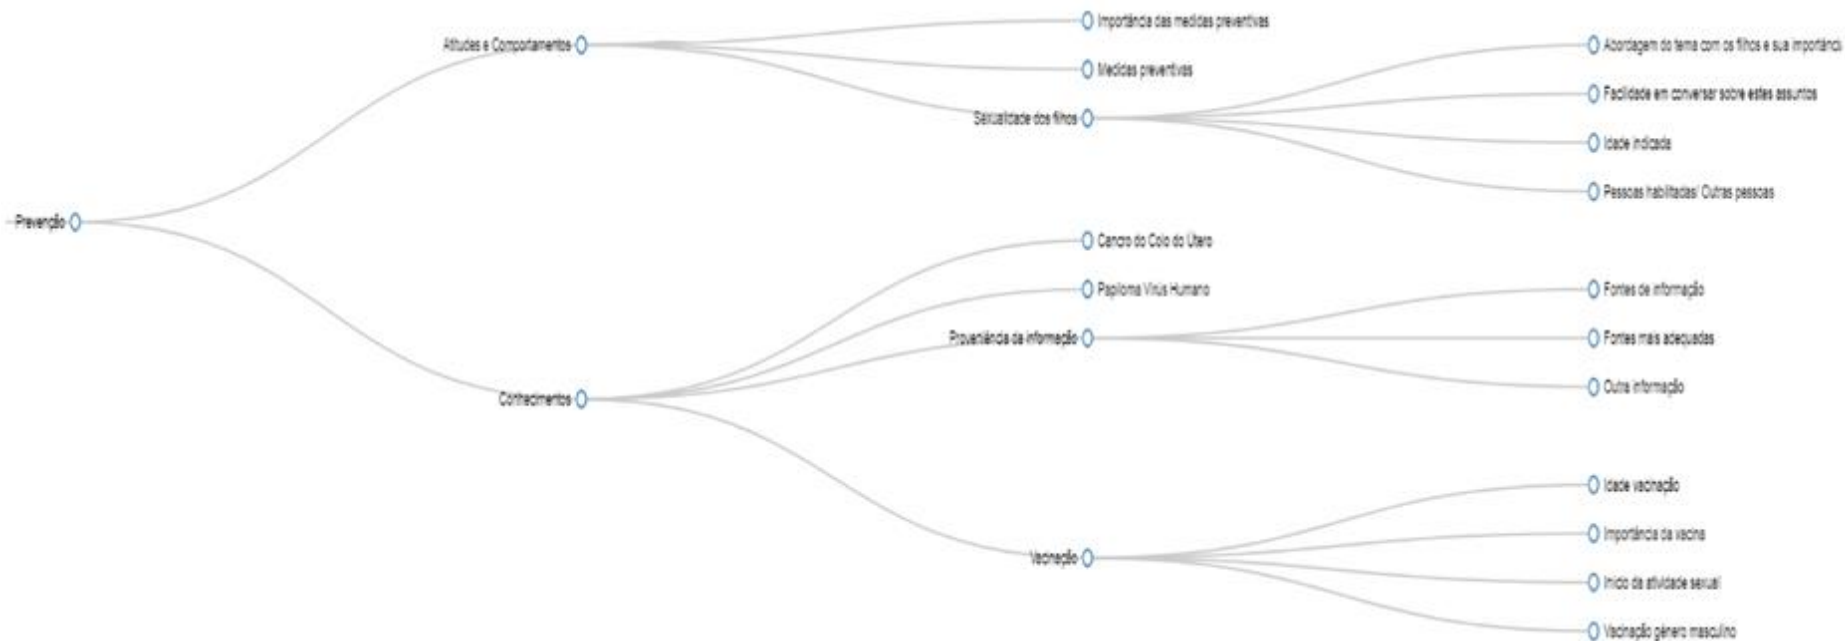 Importância das medidas preventivas
Atitudes e Comportamentos
Abordagem do tema com os filhos e sua importânci
Medidas preventivas
Facilidade em conversar sobre estes assuntos
Sexualidade dos filhos
Idade indicada
Pessoas habilitadas/ Outras pessoas
Prevenção
Cancro do Colo do Útero
Papiloma Vírus Humano
Fontes de informação
Proveniência da informação
Fontes mais adequadas
Outra informação
Conhecimentos
Idade vacinação
Importância da vacina
Vacinação
Início da atividade sexual
Vacinação género masculino